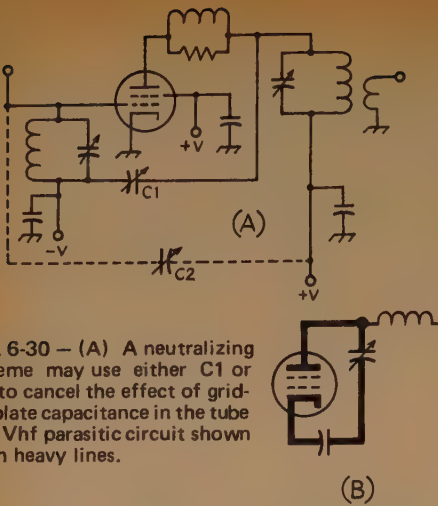 +V
C1
(A)
-V
C2
+V
6-30 — (A) A neutralizing
may use either C1 or
to cancel the effect of grid-
plate capacitance in the tube
Vhf parasitic circuit shown
heavy lines.
(B)